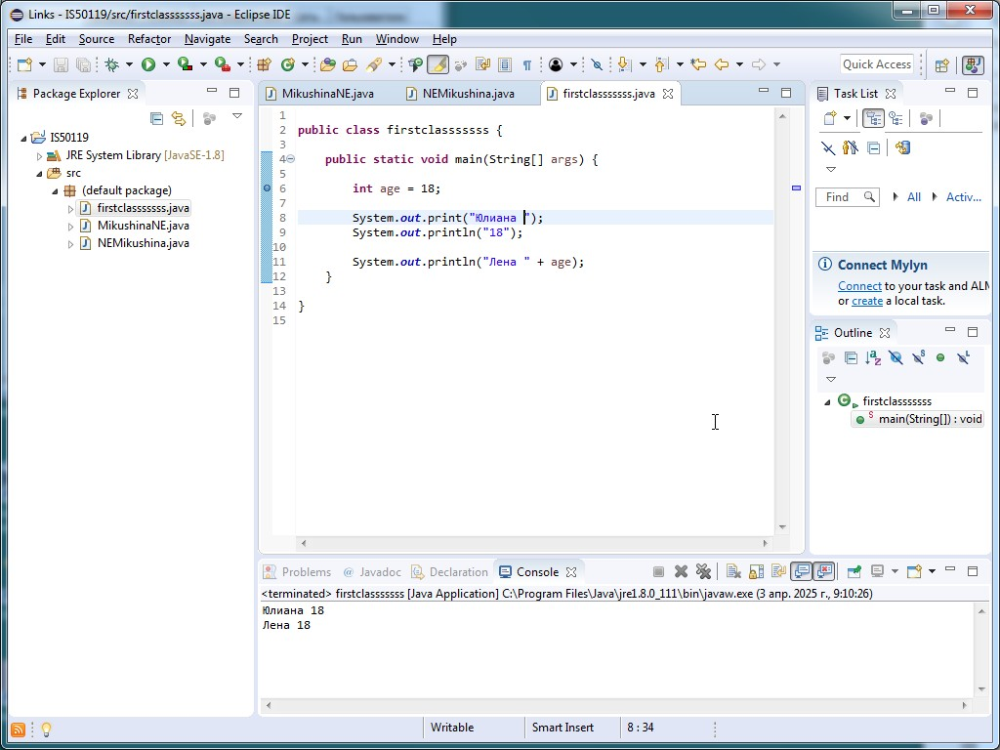 Links - IS50119/src/firstclasssssss.java - Eclipse IDE
File Edit Source Refactor Navigate Search Project Run Window Help
Quick Access
Package Explorer
IS50119
JRE System Library [JavaSE-1.8]
src
(default package)
firstclasssssss.java
MikushinaNE.java
NEMikushina.java
MikushinaNE.java NEMikushina.java firstclasssssss.java
1
2 public class firstclasssssss {
3
4 public static void main(String[] args) {
5
6 int age = 18;
7
8 System.out.print("Юлиана ");
9 System.out.println("18");
10
11 System.out.println("Лена " + age);
12 }
13
14 }
15
Task List
Find All Activ...
Connect Mylyn
Connect to your task and ALM
or create a local task.
Outline
firstclasssssss
main(String[]) : void
Problems @ Javadoc Declaration Console
<terminated> firstclasssssss [Java Application] C:\Program Files\Java\jre1.8.0_111\bin\javaw.exe (3 апр. 2025 г., 9:10:26)
Юлиана 18
Лена 18
Writable Smart Insert 8 : 34